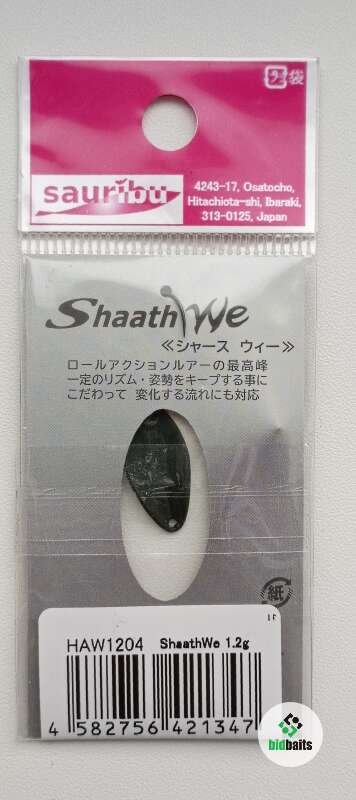 袋
sauribu
4243-17, Osatocho,
Hitachiota-shi, Ibaraki,
313-0125, Japan
ShaathWe
≪シャース ウィー≫
ロールアクションルアーの最高峰
一定のリズム・姿勢をキープする事に
こだわって 変化する流れにも対応
紙
HAW1204 ShaathWe 1.2g
4 582756 421347
bidbaits